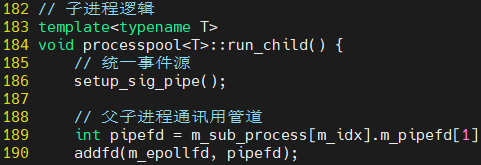 182 // 子进程逻辑
183 template<typename T>
184 void processpool<T>::run_child() {
185     // 统一事件源
186     setup_sig_pipe();
187
188     // 父子进程通讯用管道
189     int pipefd = m_sub_process[m_idx].m_pipefd[1]
190     addfd(m_epollfd, pipefd);